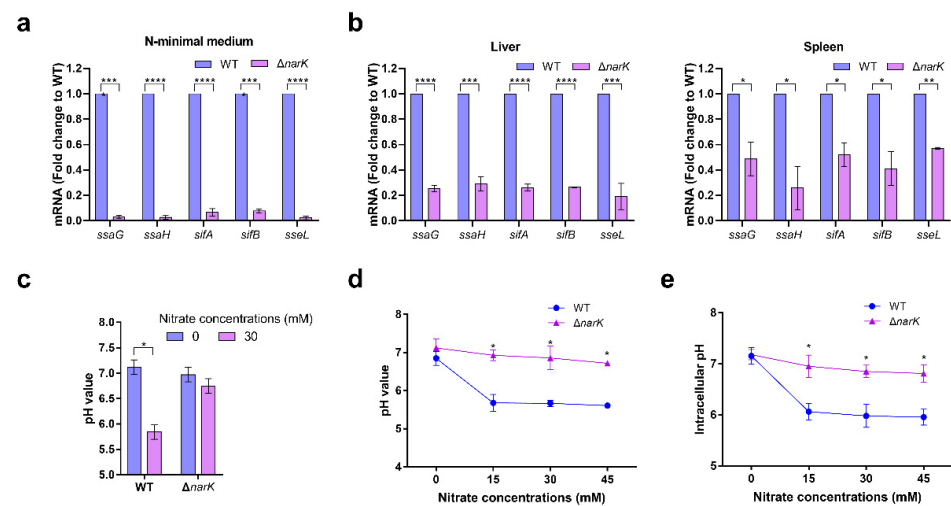 a
N-minimal medium
WT ΔnarK
mRNA (Fold change to WT)
1.2
1.0
0.8
0.6
0.4
0.2
0.0
*** **** **** *** ****
ssaG ssaH sifA sifB sseL
b
Liver
WT ΔnarK
mRNA (Fold change to WT)
1.2
1.0
0.8
0.6
0.4
0.2
0.0
**** *** **** **** ***
ssaG ssaH sifA sifB sseL
Spleen
WT ΔnarK
mRNA (Fold change to WT)
1.2
1.0
0.8
0.6
0.4
0.2
0.0
* * * * **
ssaG ssaH sifA sifB sseL
c
Nitrate concentrations (mM)
0 30
pH value
8.0
7.5
7.0
6.5
6.0
5.5
5.0
*
WT ΔnarK
d
WT
ΔnarK
pH value
8
7
6
5
4
* * *
0 15 30 45
Nitrate concentrations (mM)
e
WT
ΔnarK
Intracellular pH
8
7
6
5
* * *
0 15 30 45
Nitrate concentrations (mM)